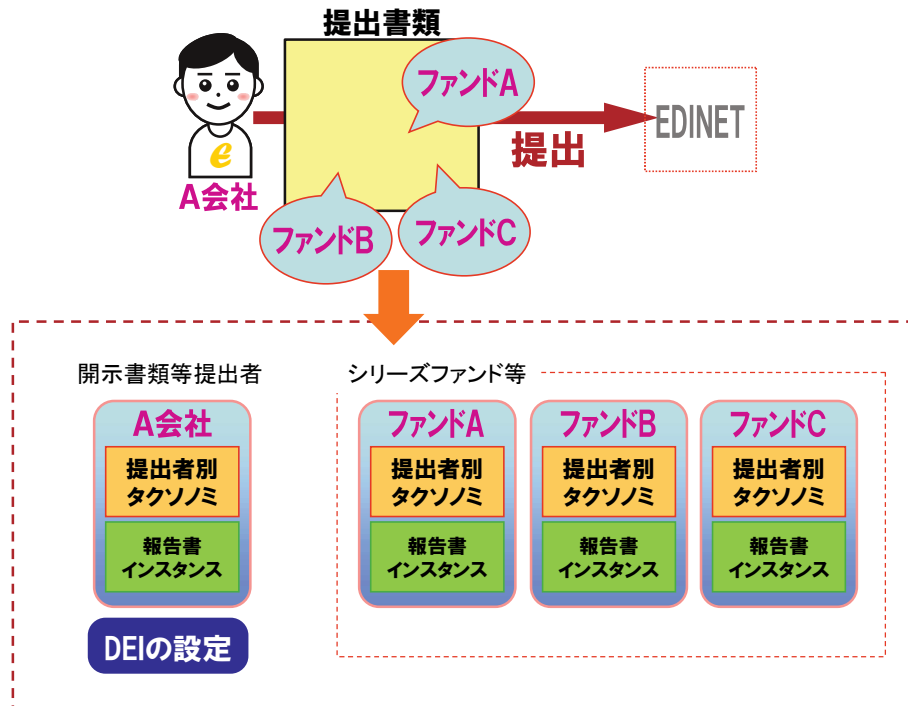 提出書類
ファンドA
EDINET
提出
e
A会社
ファンドB
ファンドC
開示書類等提出者
シリーズファンド等
A会社
提出者別
タクソノミ
報告書
インスタンス
DEIの設定
ファンドA
提出者別
タクソノミ
報告書
インスタンス
ファンドB
提出者別
タクソノミ
報告書
インスタンス
ファンドC
提出者別
タクソノミ
報告書
インスタンス